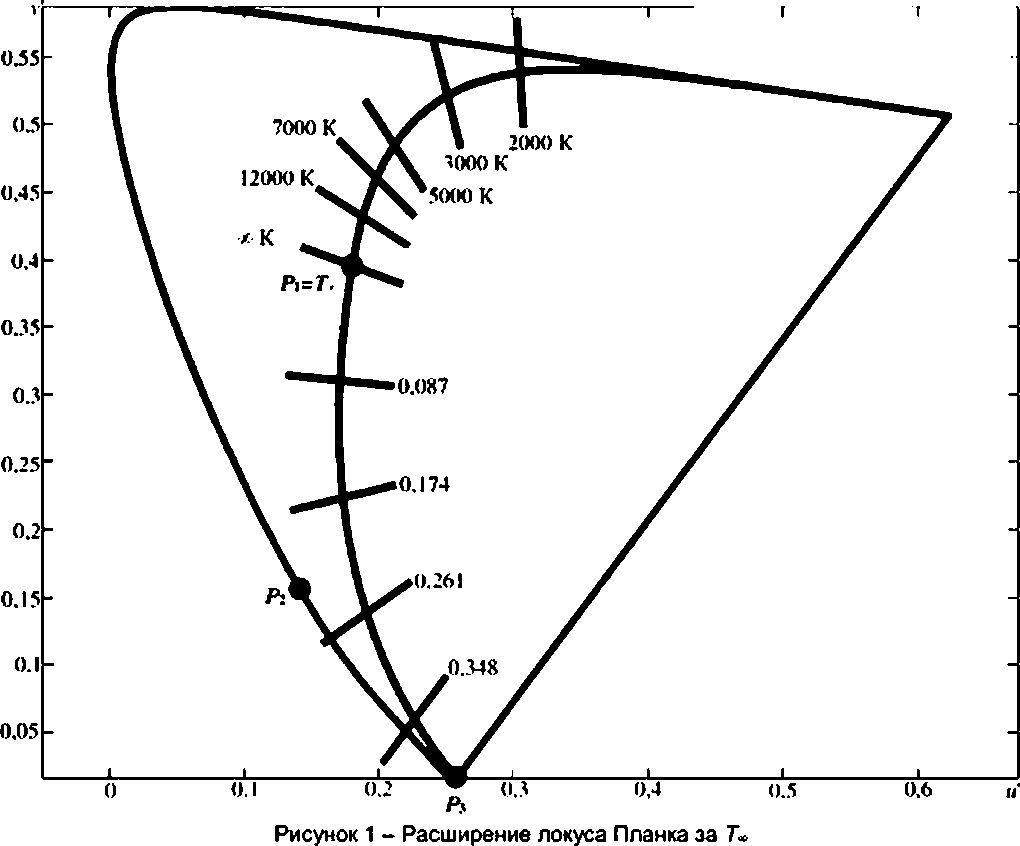 0,55
0,5
0,45
0,4
0,35
0,3
0,25
0,2
0,15
0,1
0,05
7000 K
12000 K
K
P₁=T
2000 K
3000 K
5000 K
0,087
0,174
0,261
0,348
P₂
P₃
0
0,1
0,2
0,3
0,4
0,5
0,6
u'
Рисунок 1 – Расширение локуса Планка за T∞